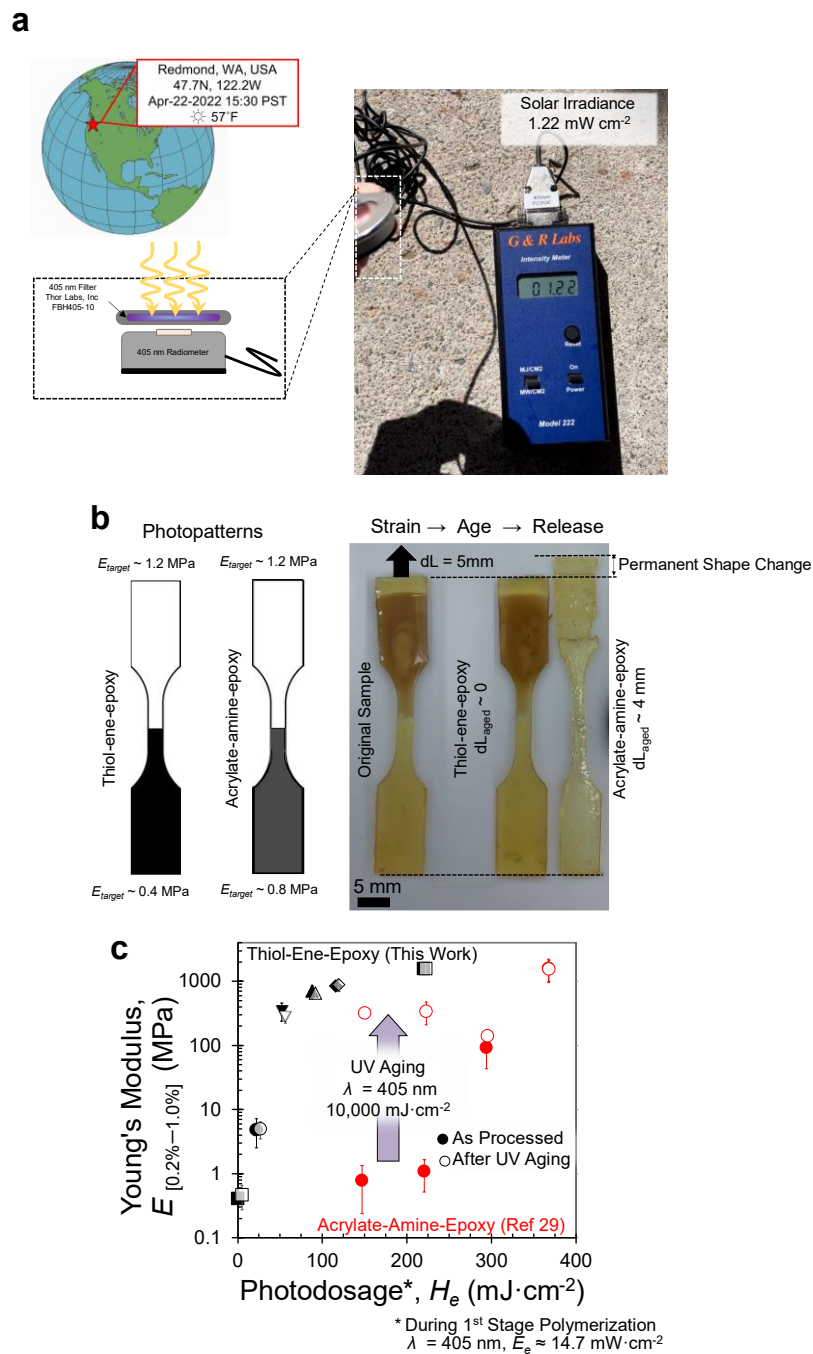 a
Redmond, WA, USA
47.7N, 122.2W
Apr-22-2022 15:30 PST
57°F
Solar Irradiance
1.22 mW cm-2
405 nm Filter
Thor Labs, Inc
FBH405-10
405 nm Radiometer
G & R Labs
Intensity Meter
01.22
Reset
MJ/CM2
On
MW/CM2
Power
Model 222
b
Photopatterns
Strain → Age → Release
Etarget ~ 1.2 MPa
Etarget ~ 1.2 MPa
dL = 5mm
Permanent Shape Change
Thiol-ene-epoxy
Acrylate-amine-epoxy
Original Sample
Thiol-ene-epoxy
dLaged ~ 0
Acrylate-amine-epoxy
dLaged ~ 4 mm
Etarget ~ 0.4 MPa
Etarget ~ 0.8 MPa
5 mm
c
Thiol-Ene-Epoxy (This Work)
Young's Modulus,
E [0.2%–1.0%] (MPa)
1000
100
10
1
0.1
UV Aging
λ = 405 nm
10,000 mJ·cm-2
As Processed
After UV Aging
Acrylate-Amine-Epoxy (Ref 29)
0
100
200
300
400
Photodosage*, He (mJ·cm-2)
* During 1st Stage Polymerization
λ = 405 nm, Ee ≈ 14.7 mW·cm-2